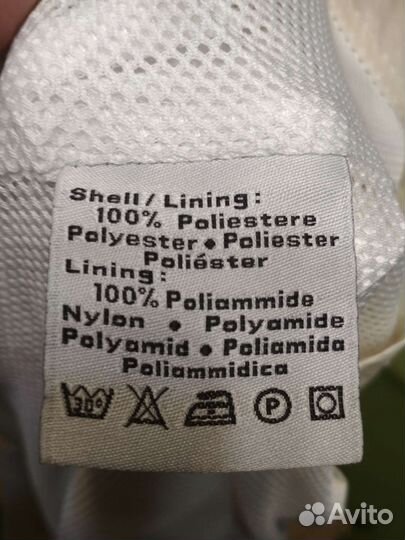 Shell/Lining:
100% Poliestere
Polyester • Poliester
Poliéster
Lining:
100% Poliammide
Nylon • Polyamide
Polyamid • Poliamida
Poliammidica
30°
P
Avito